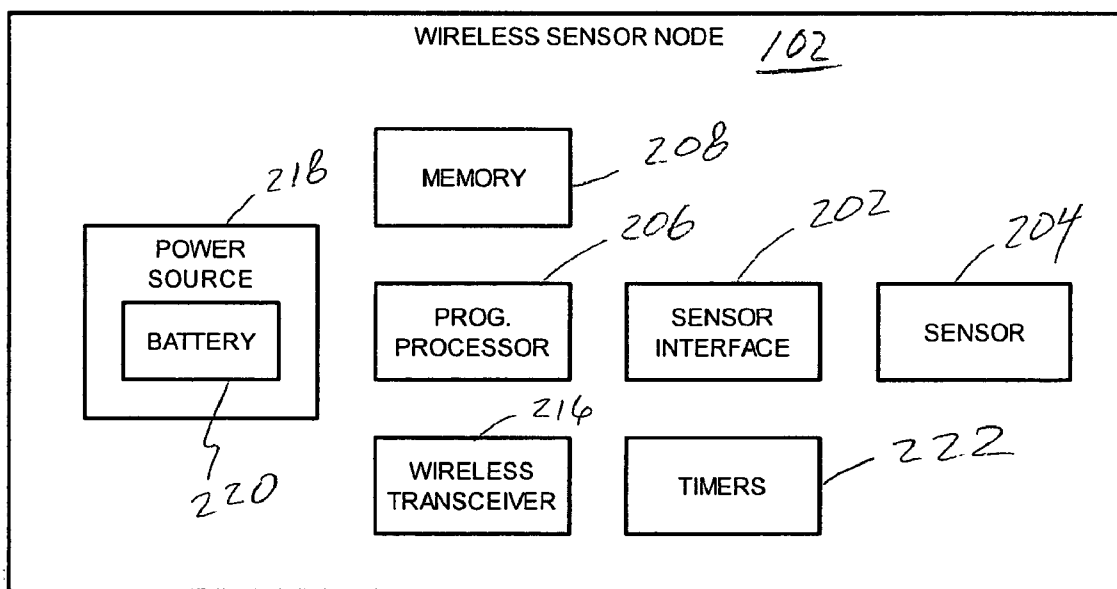 WIRELESS SENSOR NODE 102
218
MEMORY
208
POWER
SOURCE
BATTERY
220
206
PROG.
PROCESSOR
202
SENSOR
INTERFACE
204
SENSOR
216
WIRELESS
TRANSCEIVER
TIMERS
222